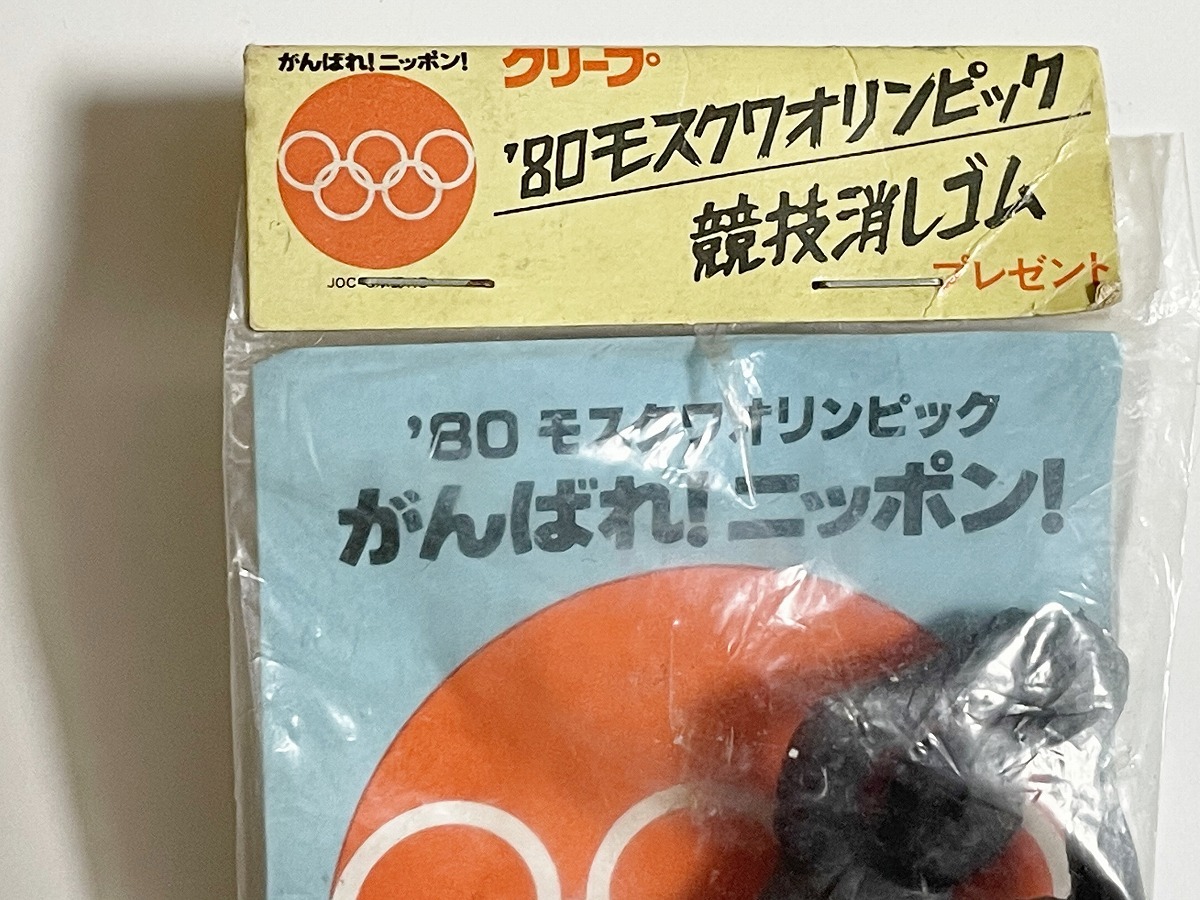 がんばれ!ニッポン!
クリープ
'80モスクワオリンピック
競技消しゴム
プレゼント
JOC
'80 モスクワオリンピック
がんばれ!ニッポン!